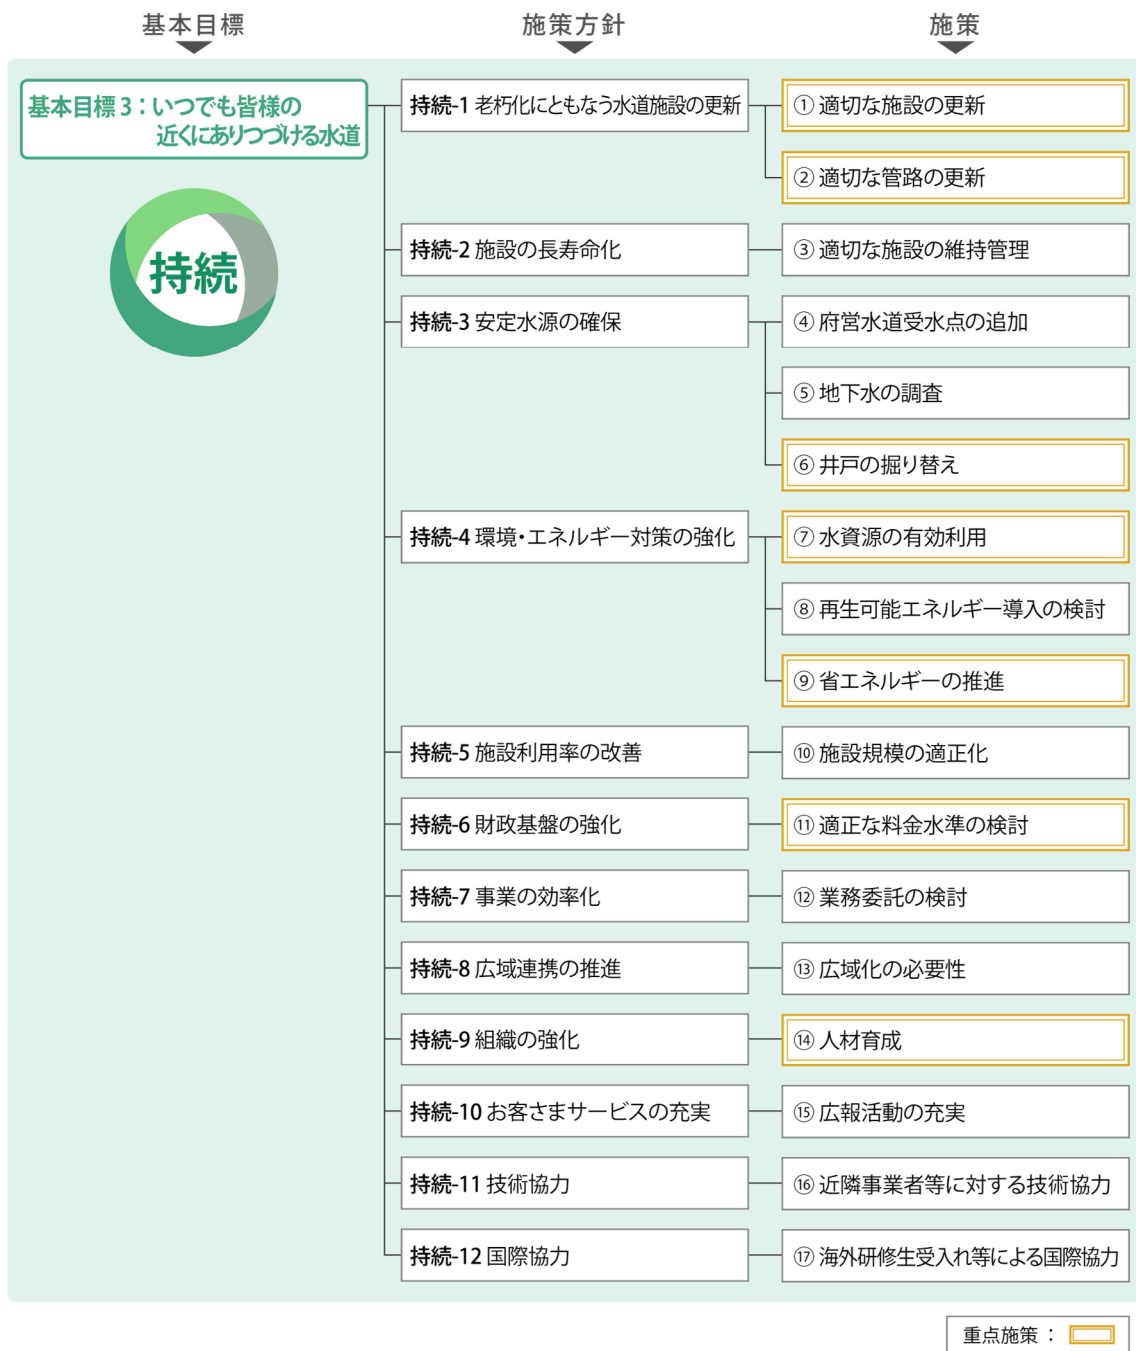 基本目標
施策方針
施策
基本目標3：いつでも皆様の
近くにありつづける水道
持続
持続-1 老朽化にともなう水道施設の更新
① 適切な施設の更新
② 適切な管路の更新
持続-2 施設の長寿命化
③ 適切な施設の維持管理
持続-3 安定水源の確保
④ 府営水道受水点の追加
⑤ 地下水の調査
⑥ 井戸の掘り替え
持続-4 環境・エネルギー対策の強化
⑦ 水資源の有効利用
⑧ 再生可能エネルギー導入の検討
⑨ 省エネルギーの推進
持続-5 施設利用率の改善
⑩ 施設規模の適正化
持続-6 財政基盤の強化
⑪ 適正な料金水準の検討
持続-7 事業の効率化
⑫ 業務委託の検討
持続-8 広域連携の推進
⑬ 広域化の必要性
持続-9 組織の強化
⑭ 人材育成
持続-10 お客さまサービスの充実
⑮ 広報活動の充実
持続-11 技術協力
⑯ 近隣事業者等に対する技術協力
持続-12 国際協力
⑰ 海外研修生受入れ等による国際協力
重点施策：